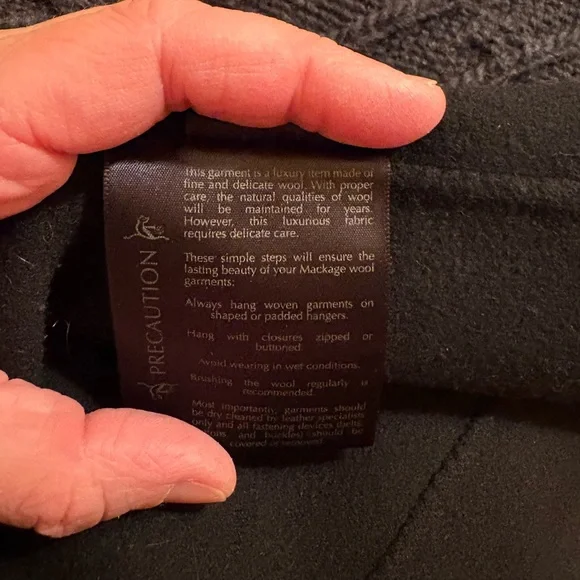 PRECAUTION
this garment is a luxury item made of
fine and delicate wool. With proper
care, the natural qualities of wool
will be maintained for years.
However, this luxurious fabric
requires delicate care.
These simple steps will ensure the
lasting beauty of your Mackage wool
garments:
Always hang woven garments on
shaped or padded hangers.
Hang with closures zipped or
buttoned
Avoid wearing in wet conditions.
Brushing the wool regularly is
recommended.
Most importantly, garments should
be dry cleaned by leather specialists
only and all fastening devices (belts,
and buckles) should be
covered or removed